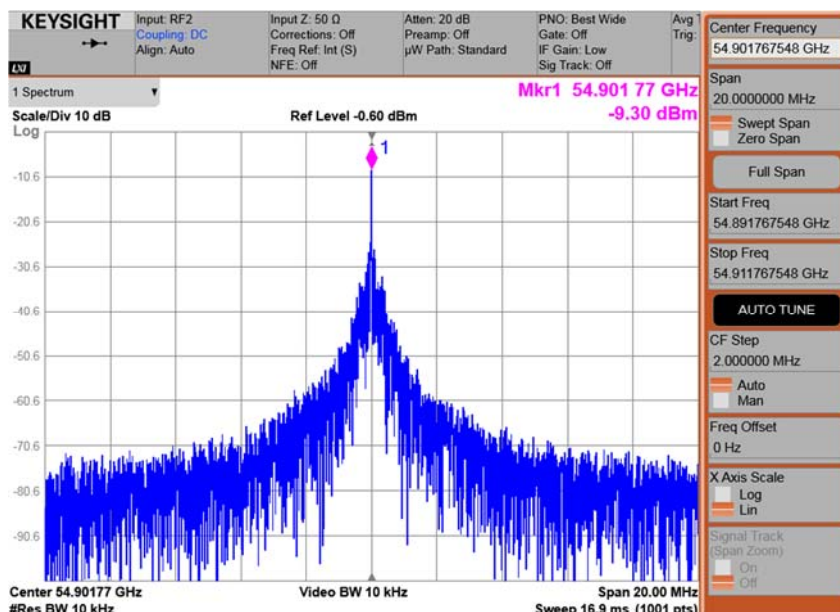 KEYSIGHT
Input: RF2
Coupling: DC
Align: Auto
Input Z: 50 Ω
Corrections: Off
Freq Ref: Int (S)
NFE: Off
Atten: 20 dB
Preamp: Off
µW Path: Standard
PNO: Best Wide
Gate: Off
IF Gain: Low
Sig Track: Off
Avg
Trig:
LXI
1 Spectrum
Scale/Div 10 dB
Ref Level -0.60 dBm
Mkr1 54.901 77 GHz
-9.30 dBm
Log
1
-10.6
-20.6
-30.6
-40.6
-50.6
-60.6
-70.6
-80.6
-90.6
Center 54.90177 GHz
Video BW 10 kHz
Span 20.00 MHz
#Res BW 10 kHz
Sweep 16.9 ms (1001 pts)
Center Frequency
54.901767548 GHz
Span
20.0000000 MHz
Swept Span
Zero Span
Full Span
Start Freq
54.891767548 GHz
Stop Freq
54.911767548 GHz
AUTO TUNE
CF Step
2.000000 MHz
Auto
Man
Freq Offset
0 Hz
X Axis Scale
Log
Lin
Signal Track
(Span Zoom)
On
Off